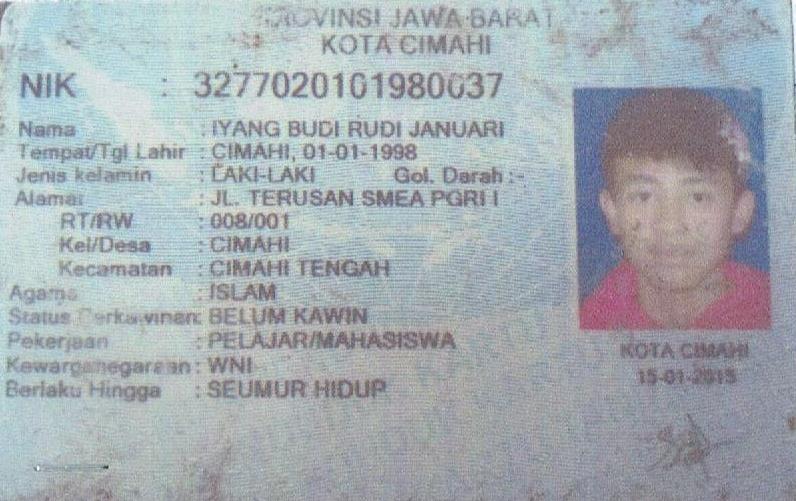 PROVINSI JAWA BARAT
KOTA CIMAHI
NIK : 3277020101980037
Nama : IYANG BUDI RUDI JANUARI
Tempat/Tgl Lahir : CIMAHI, 01-01-1998
Jenis kelamin : LAKI-LAKI Gol. Darah :-
Alamat : JL. TERUSAN SMEA PGRI I
RT/RW : 008/001
Kel/Desa : CIMAHI
Kecamatan : CIMAHI TENGAH
Agama : ISLAM
Status Perkawinan: BELUM KAWIN
Pekerjaan : PELAJAR/MAHASISWA
Kewarganegaraan: WNI
Berlaku Hingga : SEUMUR HIDUP
KOTA CIMAHI
15-01-2015